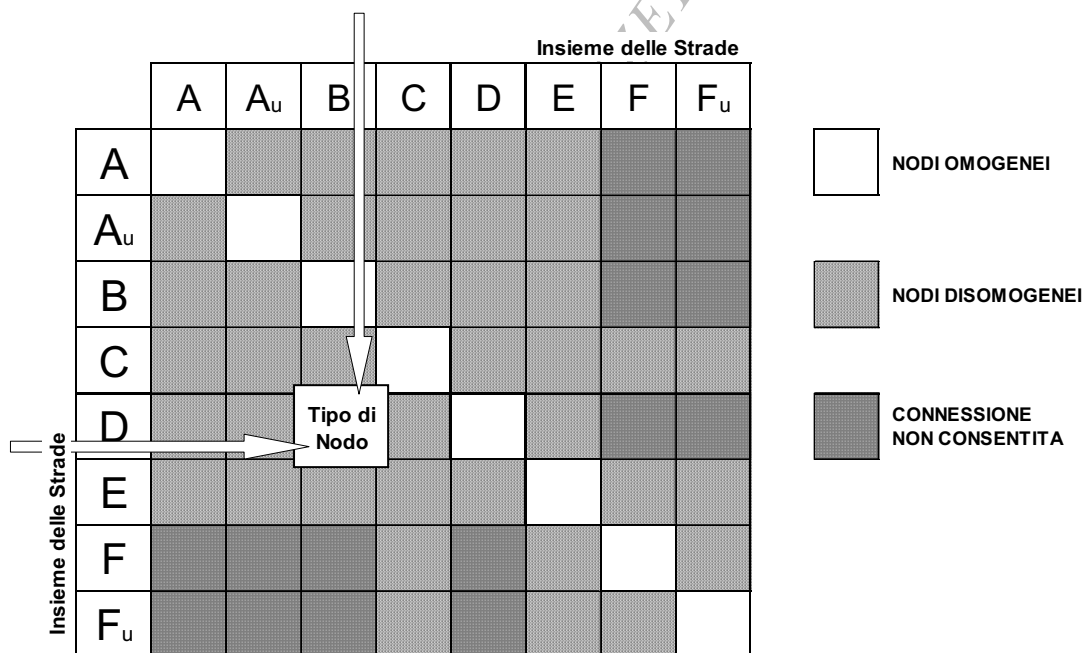 Insieme delle Strade
A Au B C D E F Fu
A
Au
B
C
D
E
F
Fu
Insieme delle Strade
Tipo di
Nodo
NODI OMOGENEI
NODI DISOMOGENEI
CONNESSIONE
NON CONSENTITA